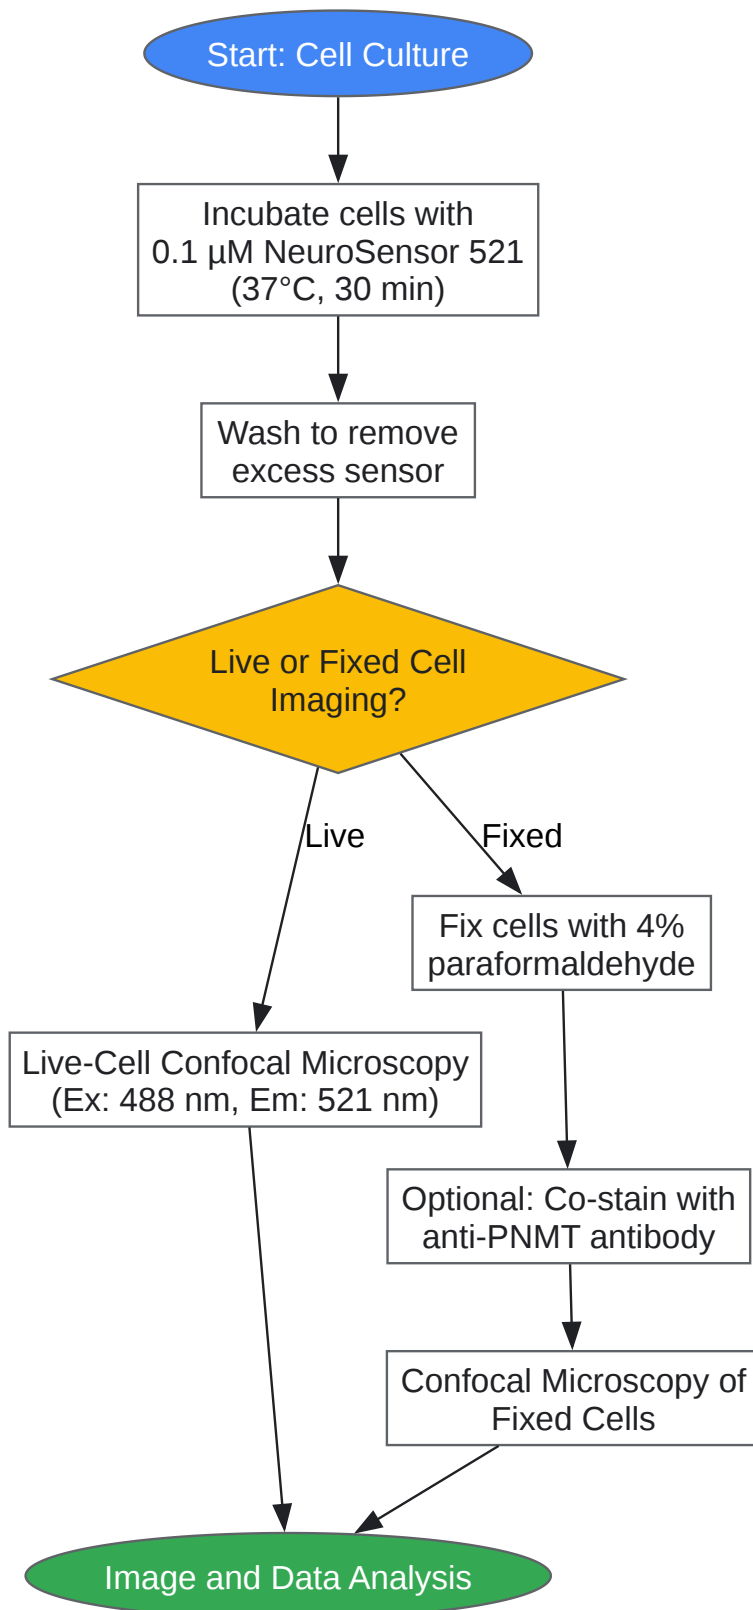 Start: Cell Culture
Incubate cells with
0.1 µM NeuroSensor 521
(37°C, 30 min)
Wash to remove
excess sensor
Live or Fixed Cell
Imaging?
Live
Fixed
Fix cells with 4%
paraformaldehyde
Live-Cell Confocal Microscopy
(Ex: 488 nm, Em: 521 nm)
Optional: Co-stain with
anti-PNMT antibody
Confocal Microscopy of
Fixed Cells
Image and Data Analysis